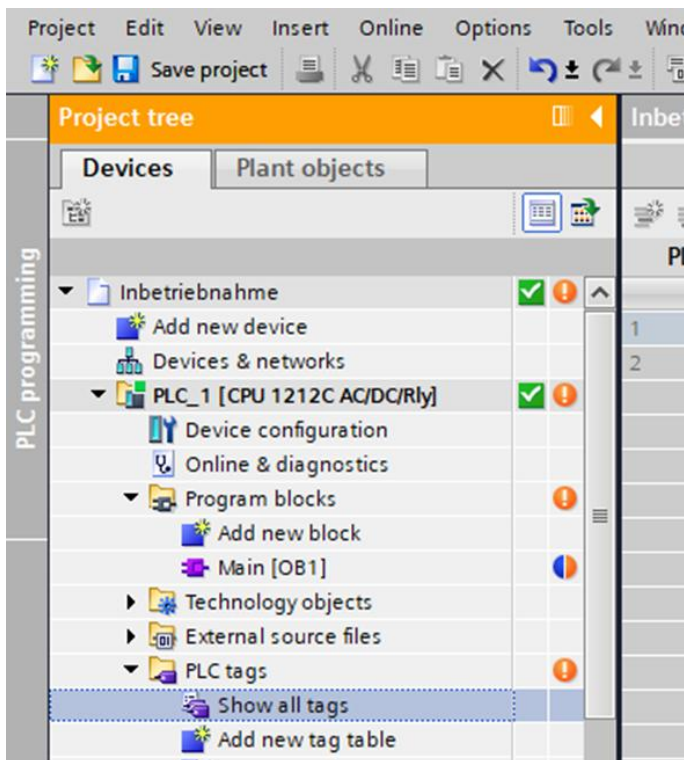 Project Edit View Insert Online Options Tools
Save project
Project tree
Devices Plant objects
PLC programming
Inbetriebnahme
Add new device
Devices & networks
PLC_1 [CPU 1212C AC/DC/Rly]
Device configuration
Online & diagnostics
Program blocks
Add new block
Main [OB1]
Technology objects
External source files
PLC tags
Show all tags
Add new tag table
1
2